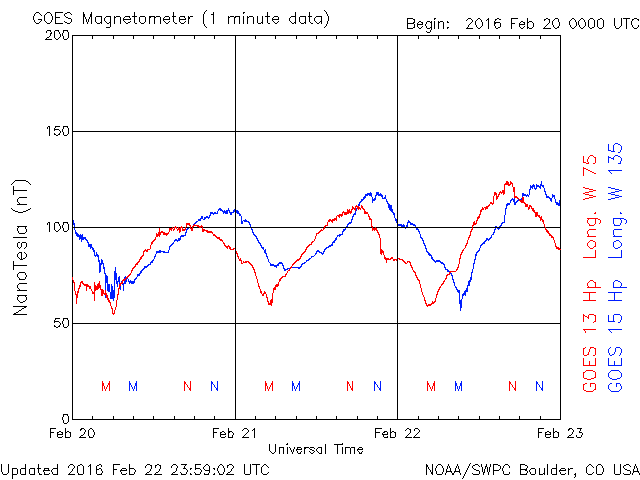 GOES Magnetometer (1 minute data)
Begin: 2016 Feb 20 0000 UTC
200
150
100
50
0
NanoTesla (nT)
M M N N M M N N M M N N
Feb 20 Feb 21 Feb 22 Feb 23
Universal Time
GOES 13 Hp Long. W 75
GOES 15 Hp Long. W 135
Updated 2016 Feb 22 23:59:02 UTC
NOAA/SWPC Boulder, CO USA